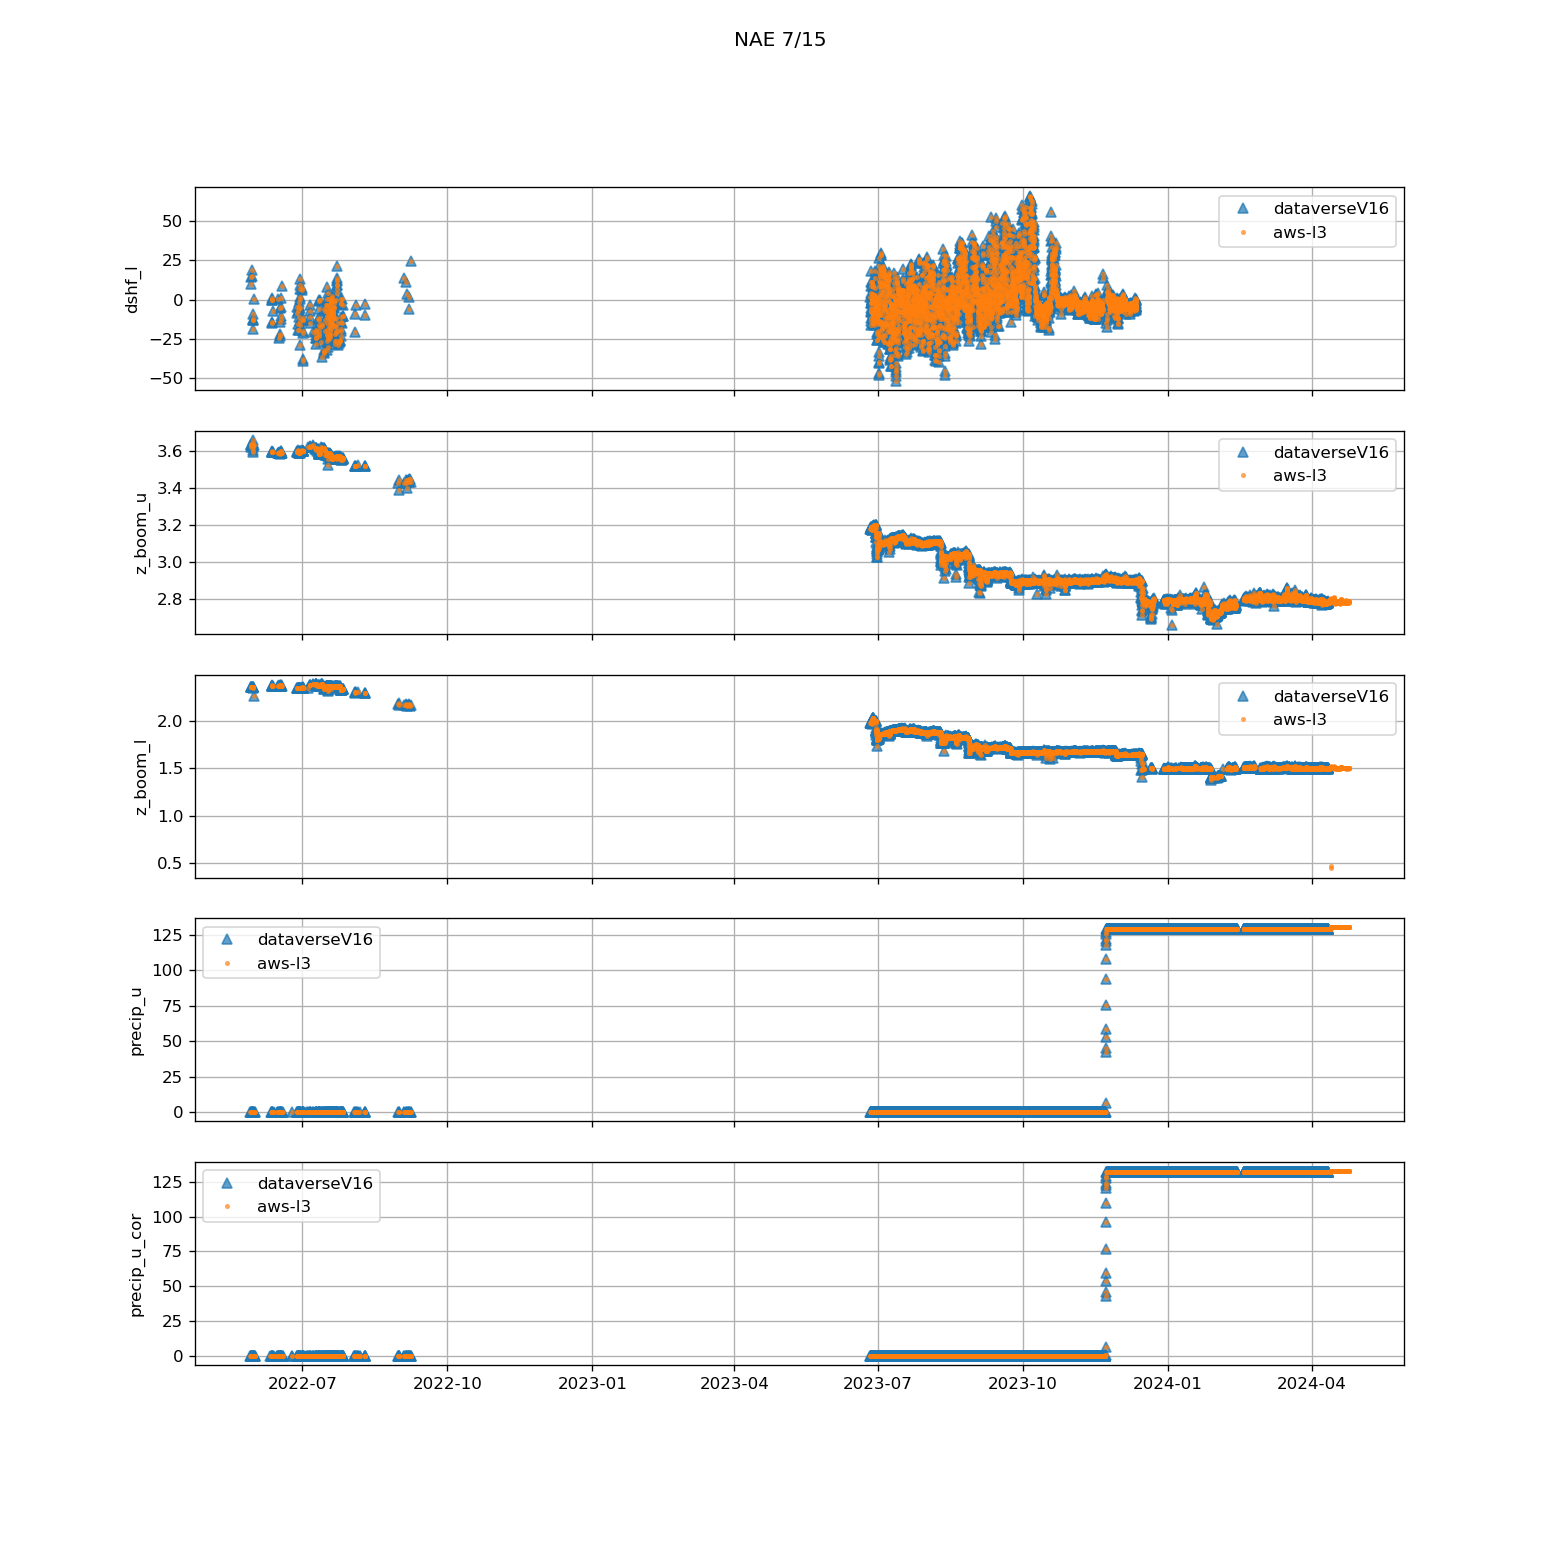 NAE 7/15
dshf_l
50
25
0
−25
−50
dataverseV16
aws-l3
z_boom_u
3.6
3.4
3.2
3.0
2.8
dataverseV16
aws-l3
z_boom_l
2.0
1.5
1.0
0.5
dataverseV16
aws-l3
precip_u
125
100
75
50
25
0
dataverseV16
aws-l3
precip_u_cor
125
100
75
50
25
0
dataverseV16
aws-l3
2022-07
2022-10
2023-01
2023-04
2023-07
2023-10
2024-01
2024-04